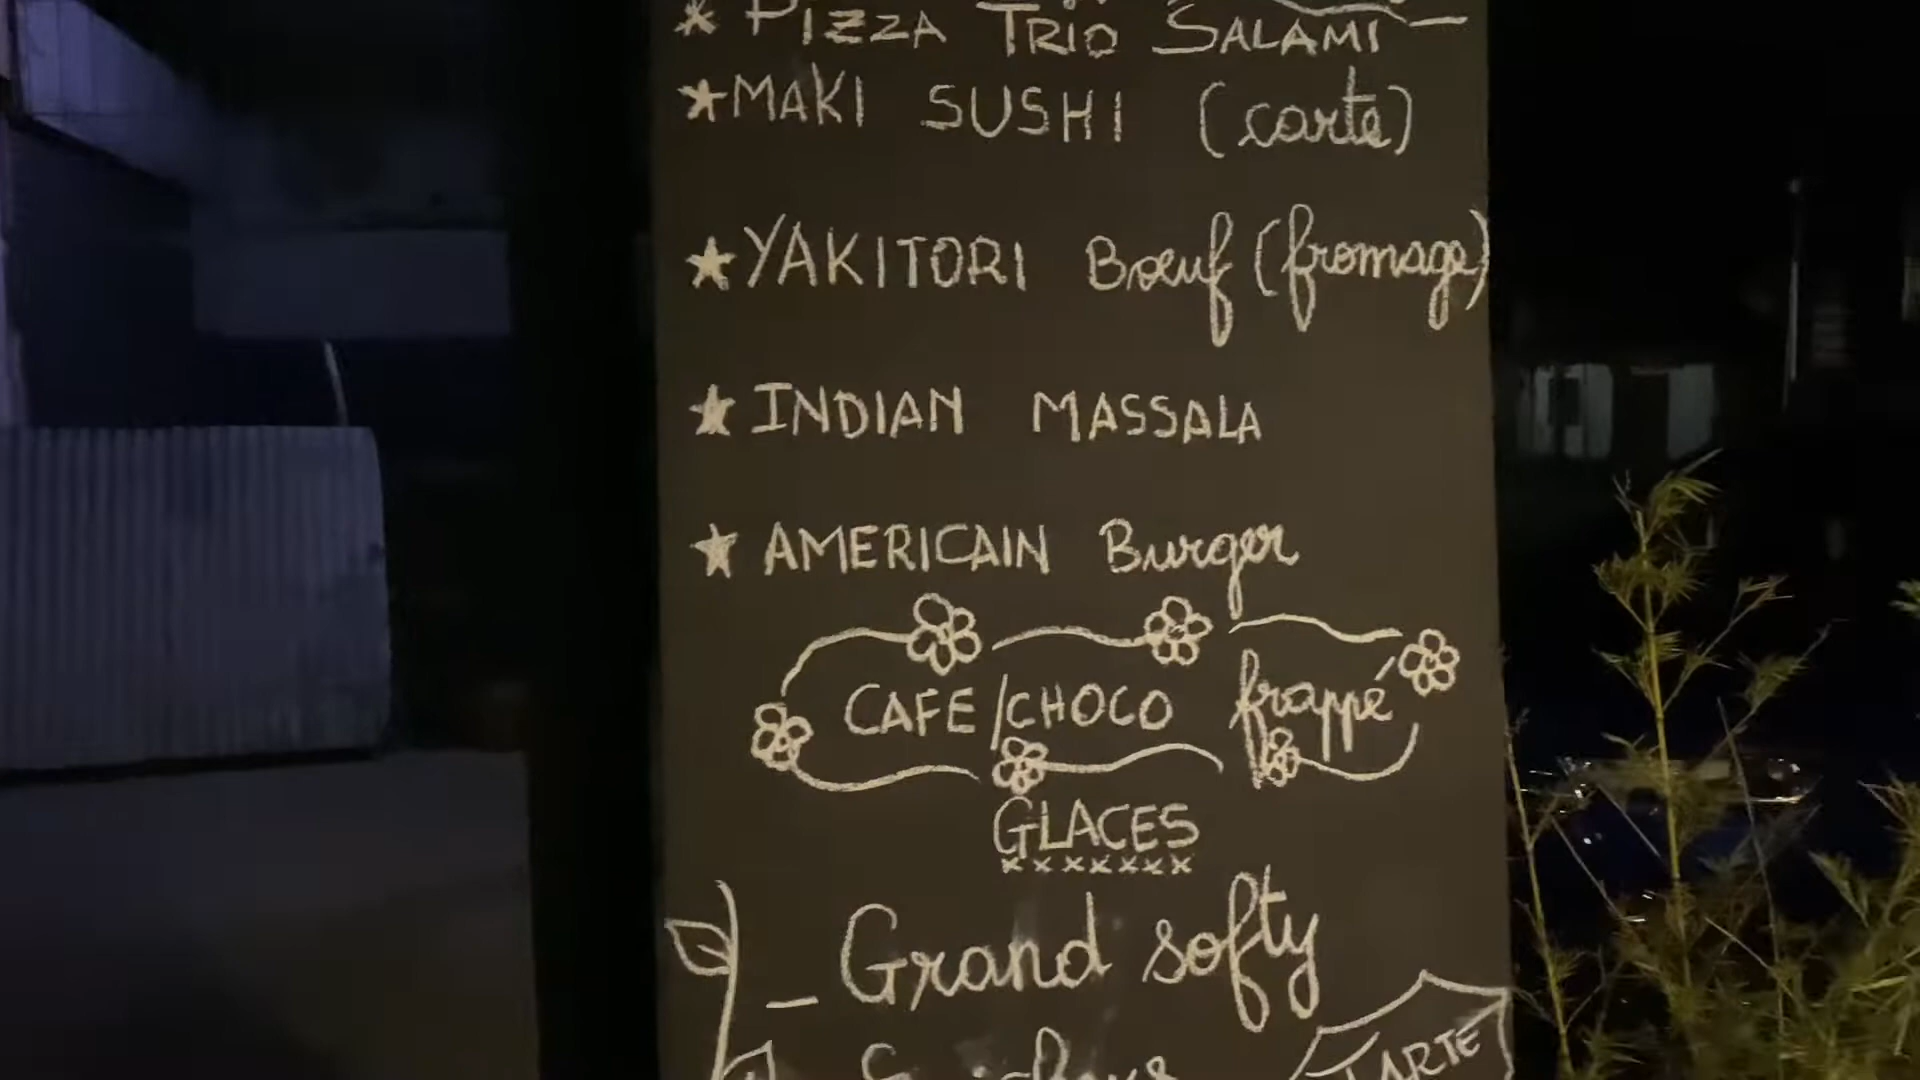 * PIZZA TRIO SALAMI
★ MAKI SUSHI (carte)
★ YAKITORI Bœuf (fromage)
★ INDIAN MASSALA
★ AMERICAIN Burger
CAFE/CHOCO frappé
GLACES
xxxxxxx
_ Grand softy
TARTE